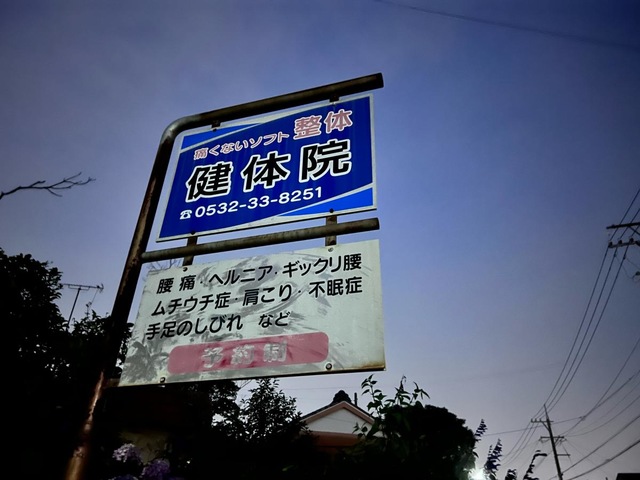 痛くないソフト整体
健体院
☎0532-33-8251
腰痛・ヘルニア・ギックリ腰
ムチウチ症・肩こり・不眠症
手足のしびれ など
予約制